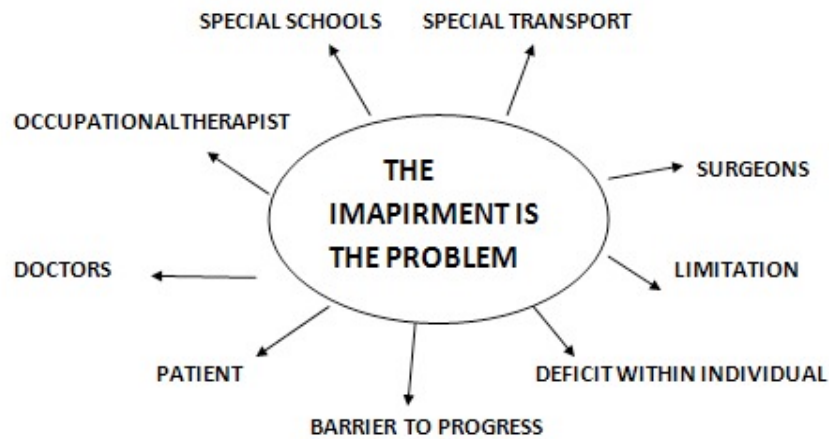 SPECIAL SCHOOLS
SPECIAL TRANSPORT
OCCUPATIONALTHERAPIST
THE
IMAPIRMENT IS
THE PROBLEM
SURGEONS
DOCTORS
LIMITATION
PATIENT
DEFICIT WITHIN INDIVIDUAL
BARRIER TO PROGRESS